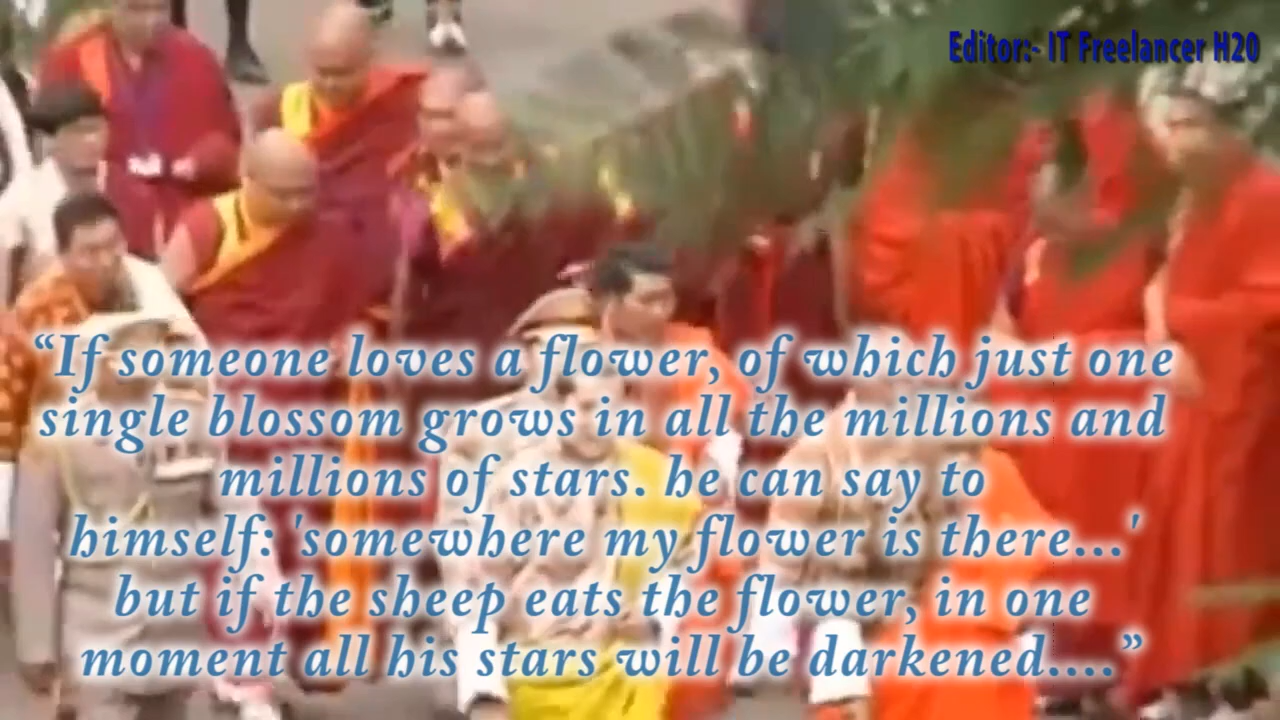 Editor:- IT Freelancer H20
“If someone loves a flower, of which just one
single blossom grows in all the millions and
millions of stars. he can say to
himself: 'somewhere my flower is there...'
but if the sheep eats the flower, in one
moment all his stars will be darkened....”